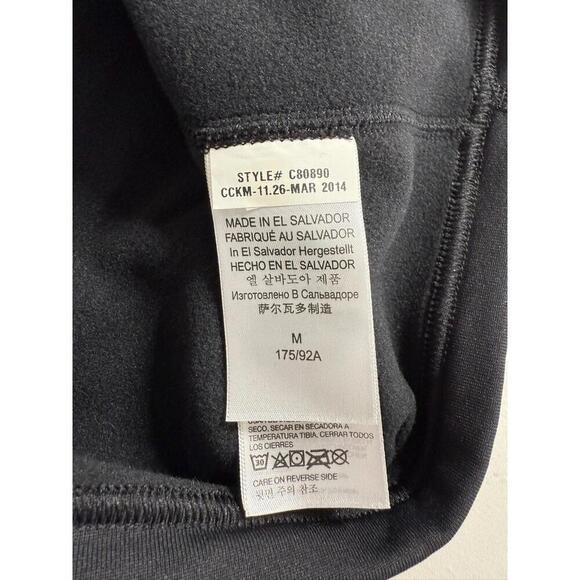 STYLE# C80890
CCKM-11.26-MAR 2014
MADE IN EL SALVADOR
FABRIQUÉ AU SALVADOR
In El Salvador Hergestellt
HECHO EN EL SALVADOR
엘 살바도아 제품
Изготовлено В Сальвадоре
萨尔瓦多制造
M
175/92A
SECO, SECAR EN SECADORA A
TEMPERATURA TIBIA, CERRAR TODOS
LOS CIERRES
30
CARE ON REVERSE SIDE
뒷면 주의 참조